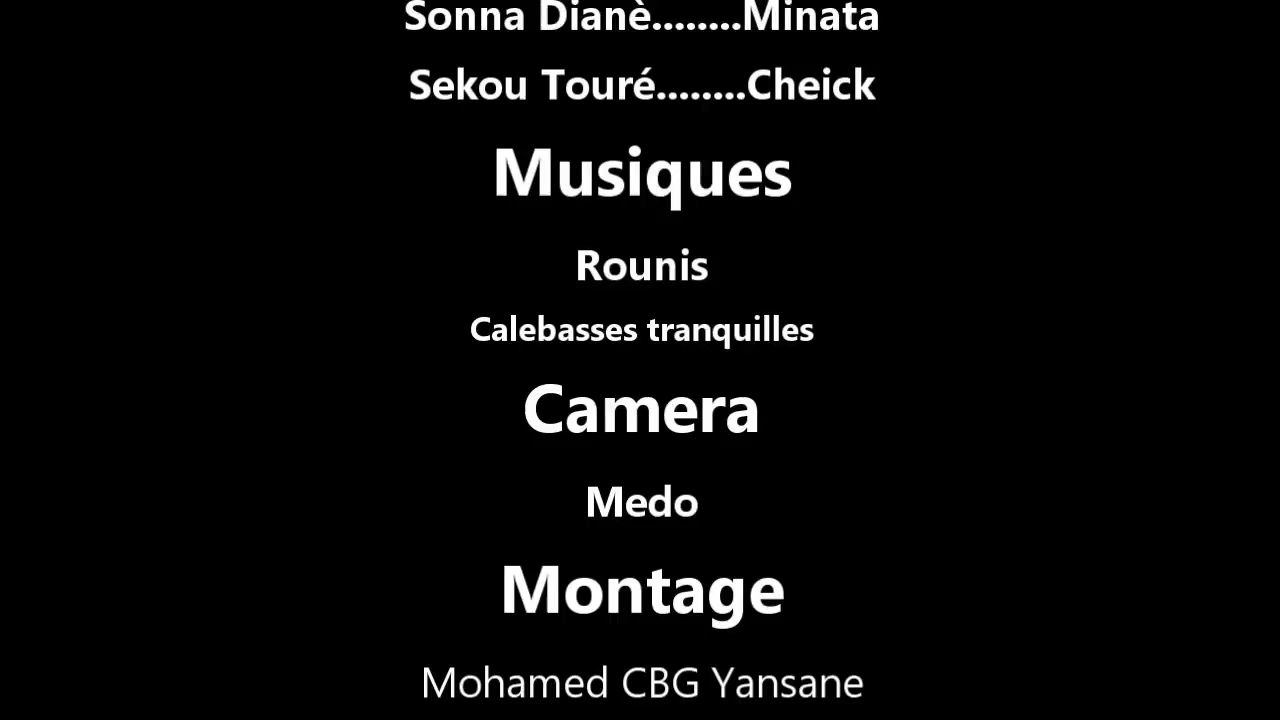 Sonna Dianè........Minata
Sekou Touré........Cheick
Musiques
Rounis
Calebasses tranquilles
Camera
Medo
Montage
Mohamed CBG Yansane